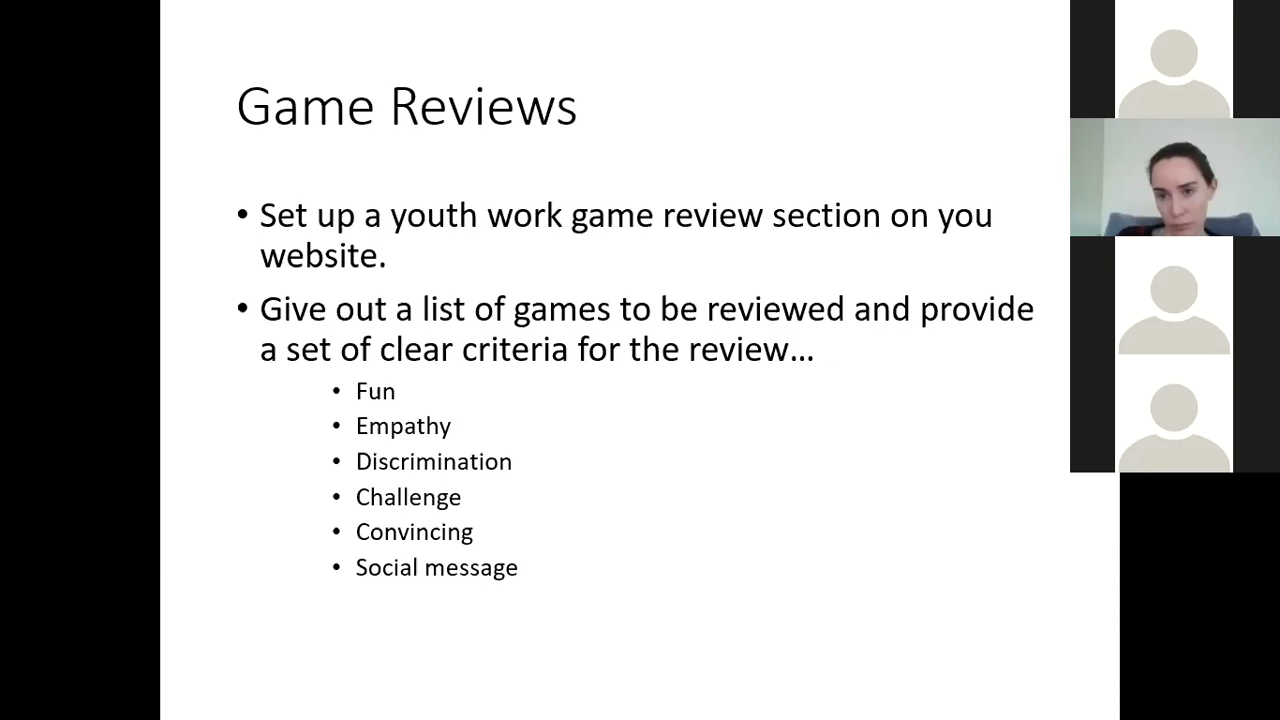 Game Reviews
• Set up a youth work game review section on you
website.
• Give out a list of games to be reviewed and provide
a set of clear criteria for the review...
• Fun
• Empathy
• Discrimination
• Challenge
• Convincing
• Social message